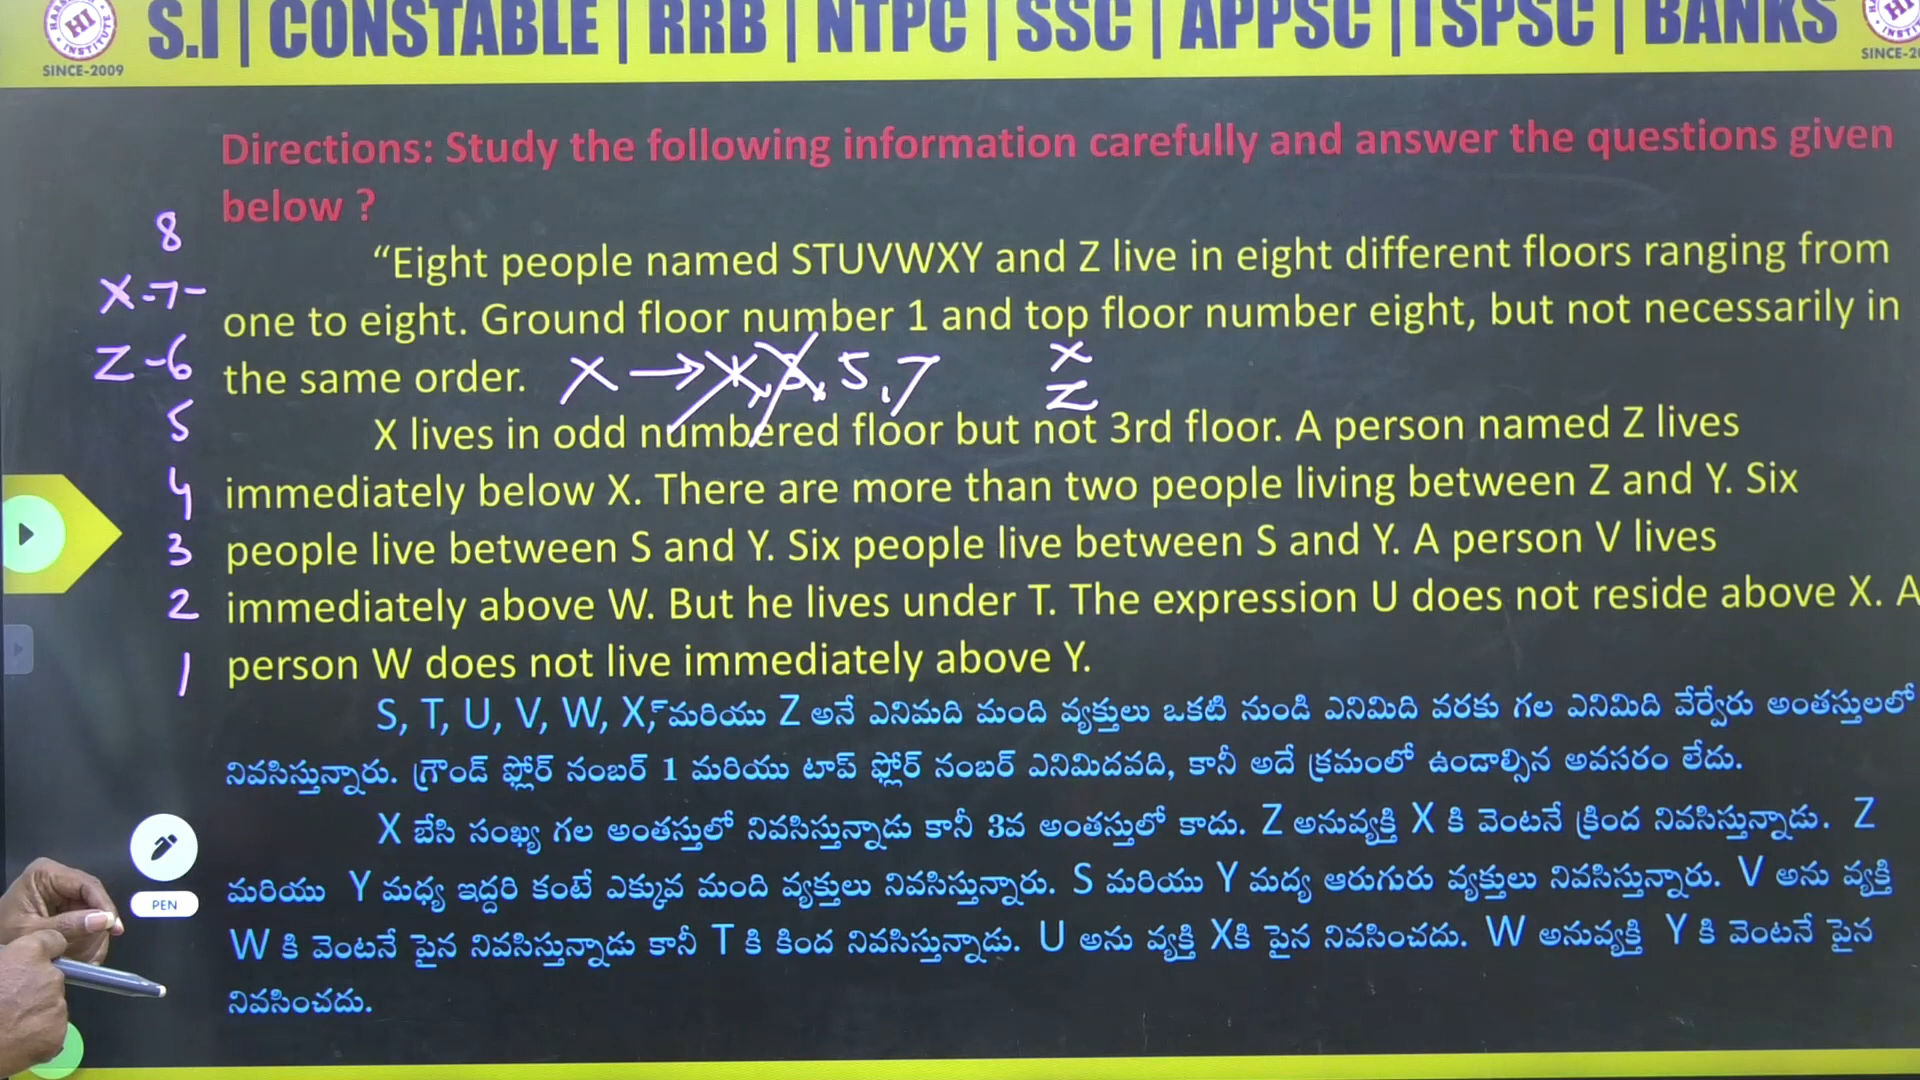 S.I | CONSTABLE | RRB | NTPC | SSC | APPSC | TSPSC | BANKS
HI
INSTITUTE
SINCE-2009
Directions: Study the following information carefully and answer the questions given
below ?
“Eight people named STUVWXY and Z live in eight different floors ranging from
one to eight. Ground floor number 1 and top floor number eight, but not necessarily in
the same order.
X lives in odd numbered floor but not 3rd floor. A person named Z lives
immediately below X. There are more than two people living between Z and Y. Six
people live between S and Y. Six people live between S and Y. A person V lives
immediately above W. But he lives under T. The expression U does not reside above X. A
person W does not live immediately above Y.
S, T, U, V, W, X, మరియు Z అనే ఎనిమది మంది వ్యక్తులు ఒకటి నుండి ఎనిమిది వరకు గల ఎనిమిది వేర్వేరు అంతస్తులలో
నివసిస్తున్నారు. గ్రౌండ్ ఫ్లోర్ నంబర్ 1 మరియు టాప్ ఫ్లోర్ నంబర్ ఎనిమిదవది, కానీ అదే క్రమంలో ఉండాల్సిన అవసరం లేదు.
X బేసి సంఖ్య గల అంతస్తులో నివసిస్తున్నాడు కానీ 3వ అంతస్తులో కాదు. Z అనువ్యక్తి X కి వెంటనే క్రింద నివసిస్తున్నాడు. Z
మరియు Y మధ్య ఇద్దరి కంటే ఎక్కువ మంది వ్యక్తులు నివసిస్తున్నారు. S మరియు Y మద్య ఆరుగురు వ్యక్తులు నివసిస్తున్నారు. V అను వ్యక్తి
W కి వెంటనే పైన నివసిస్తున్నాడు కానీ T కి కింద నివసిస్తున్నాడు. U అను వ్యక్తి Xకి పైన నివసించదు. W అనువ్యక్తి Y కి వెంటనే పైన
నివసించదు.
8
X-7-
Z-6
5
4
3
2
1
X → 5, 7
X
Z
PEN